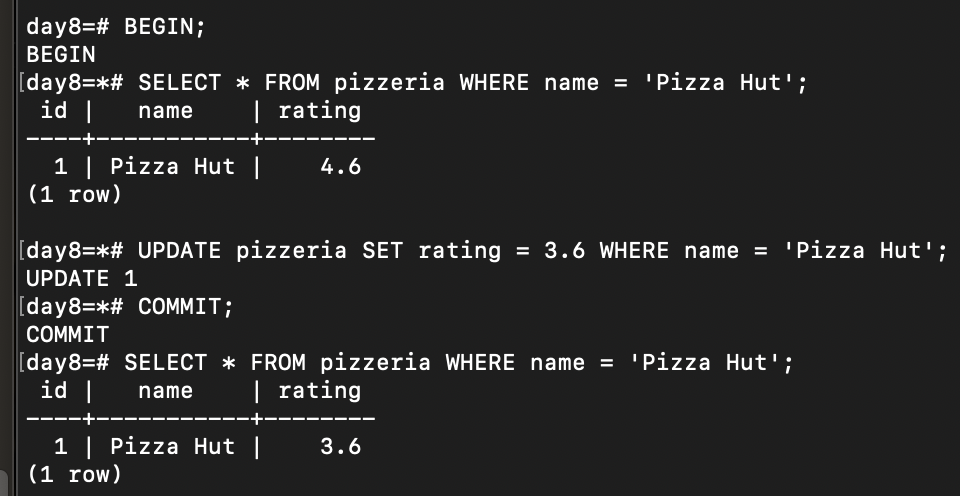 day8=# BEGIN;
BEGIN
[day8=*# SELECT * FROM pizzeria WHERE name = 'Pizza Hut';
 id |   name    | rating
----+-----------+--------
  1 | Pizza Hut |    4.6
(1 row)

[day8=*# UPDATE pizzeria SET rating = 3.6 WHERE name = 'Pizza Hut';
UPDATE 1
[day8=*# COMMIT;
COMMIT
[day8=# SELECT * FROM pizzeria WHERE name = 'Pizza Hut';
 id |   name    | rating
----+-----------+--------
  1 | Pizza Hut |    3.6
(1 row)